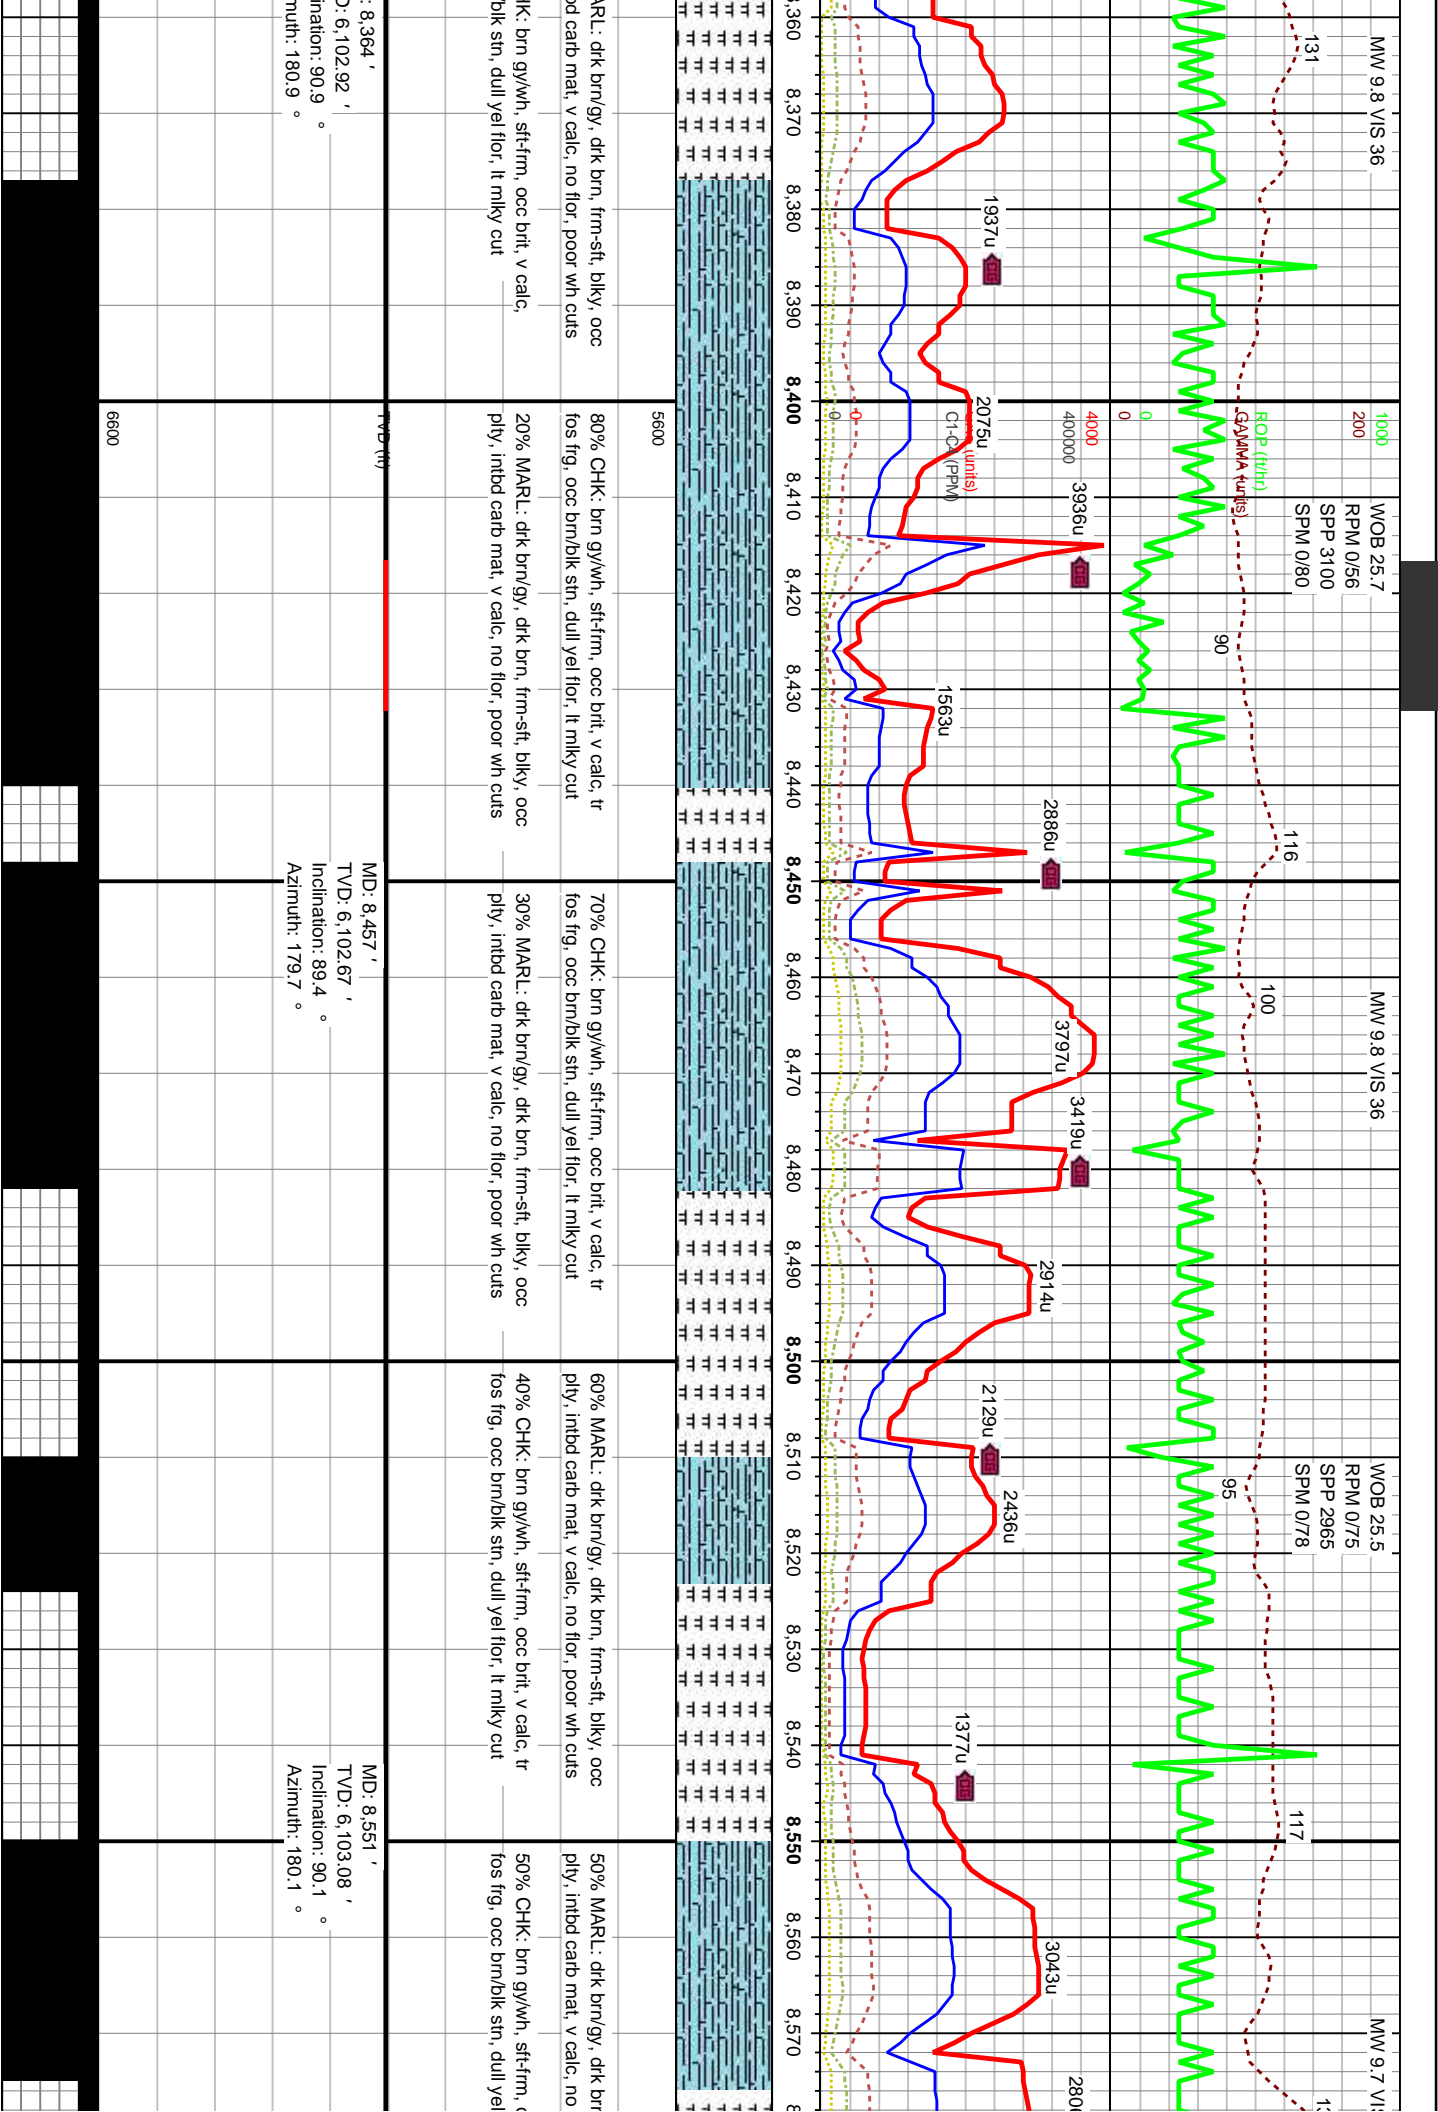 MW 9.8 VIS 36
WOB 25.7
RPM 0/56
SPP 3100
SPM 0/80
MW 9.8 VIS 36
WOB 25.5
RPM 0/75
SPP 2965
SPM 0/78
MW 9.7 VIS
131
90
116
100
95
117
1000
200
ROP (ft/hr)
GAMMA (units)
0
0
4000
400000
(units)
C1-C4 (PPM)
0
0
1937u
2075u
3936u
1563u
2886u
3797u
3419u
2914u
2129u
2436u
1377u
3043u
8,360
8,370
8,380
8,390
8,400
8,410
8,420
8,430
8,440
8,450
8,460
8,470
8,480
8,490
8,500
8,510
8,520
8,530
8,540
8,550
8,560
8,570
ARL: drk brn/gy, drk brn, frm-sft, blky, occ
carb mat, v calc, no flor, poor wh cuts
HK: brn gy/wh, sft-frm, occ brit, v calc,
blk stn, dull yel flor, lt mlky cut
80% CHK: brn gy/wh, sft-frm, occ brit, v calc, tr
fos frg, occ brn/blk stn, dull yel flor, lt mlky cut
20% MARL: drk brn/gy, drk brn, frm-sft, blky, occ
plty, intbd carb mat, v calc, no flor, poor wh cuts
70% CHK: brn gy/wh, sft-frm, occ brit, v calc, tr
fos frg, occ brn/blk stn, dull yel flor, lt mlky cut
30% MARL: drk brn/gy, drk brn, frm-sft, blky, occ
plty, intbd carb mat, v calc, no flor, poor wh cuts
60% MARL: drk brn/gy, drk brn, frm-sft, blky, occ
plty, intbd carb mat, v calc, no flor, poor wh cuts
40% CHK: brn gy/wh, sft-frm, occ brit, v calc, tr
fos frg, occ brn/blk stn, dull yel flor, lt mlky cut
50% MARL: drk brn/gy, drk brn
plty, intbd carb mat, v calc, no
50% CHK: brn gy/wh, sft-frm,
fos frg, occ brn/blk stn, dull yel
5600
TVD (ft)
6600
: 8,364 '
D: 6,102.92 '
ination: 90.9 °
muth: 180.9 °
MD: 8,457 '
TVD: 6,102.67 '
Inclination: 89.4 °
Azimuth: 179.7 °
MD: 8,551 '
TVD: 6,103.08 '
Inclination: 90.1 °
Azimuth: 180.1 °